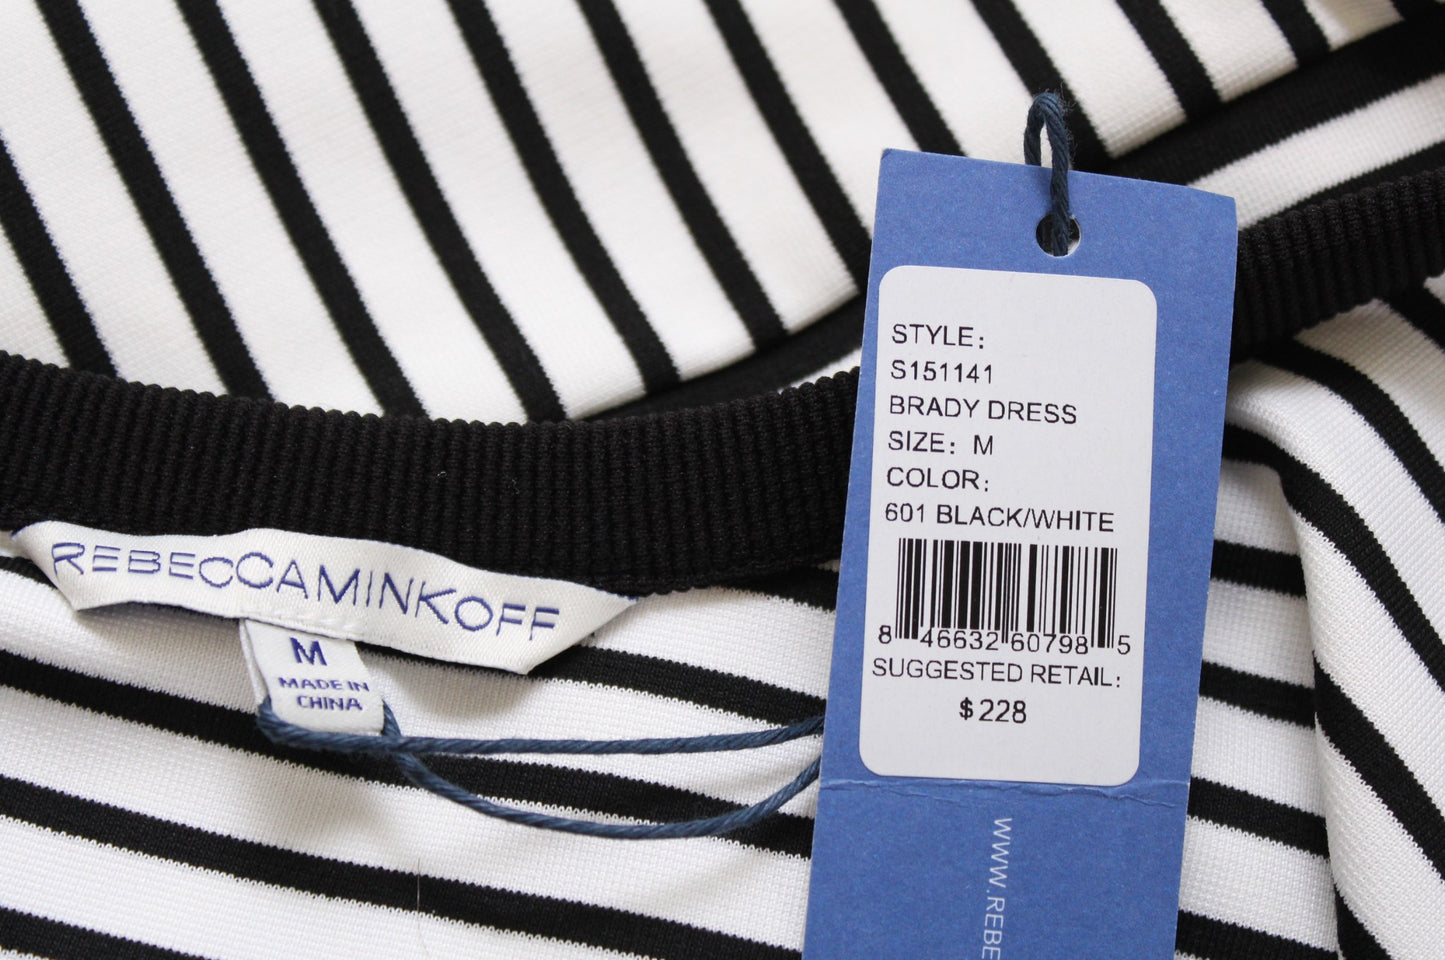 REBECCAMINKOFF
M
MADE IN
CHINA
STYLE:
S151141
BRADY DRESS
SIZE: M
COLOR:
601 BLACK/WHITE
8 46632 60798 5
SUGGESTED RETAIL:
$228
WWW.REBE